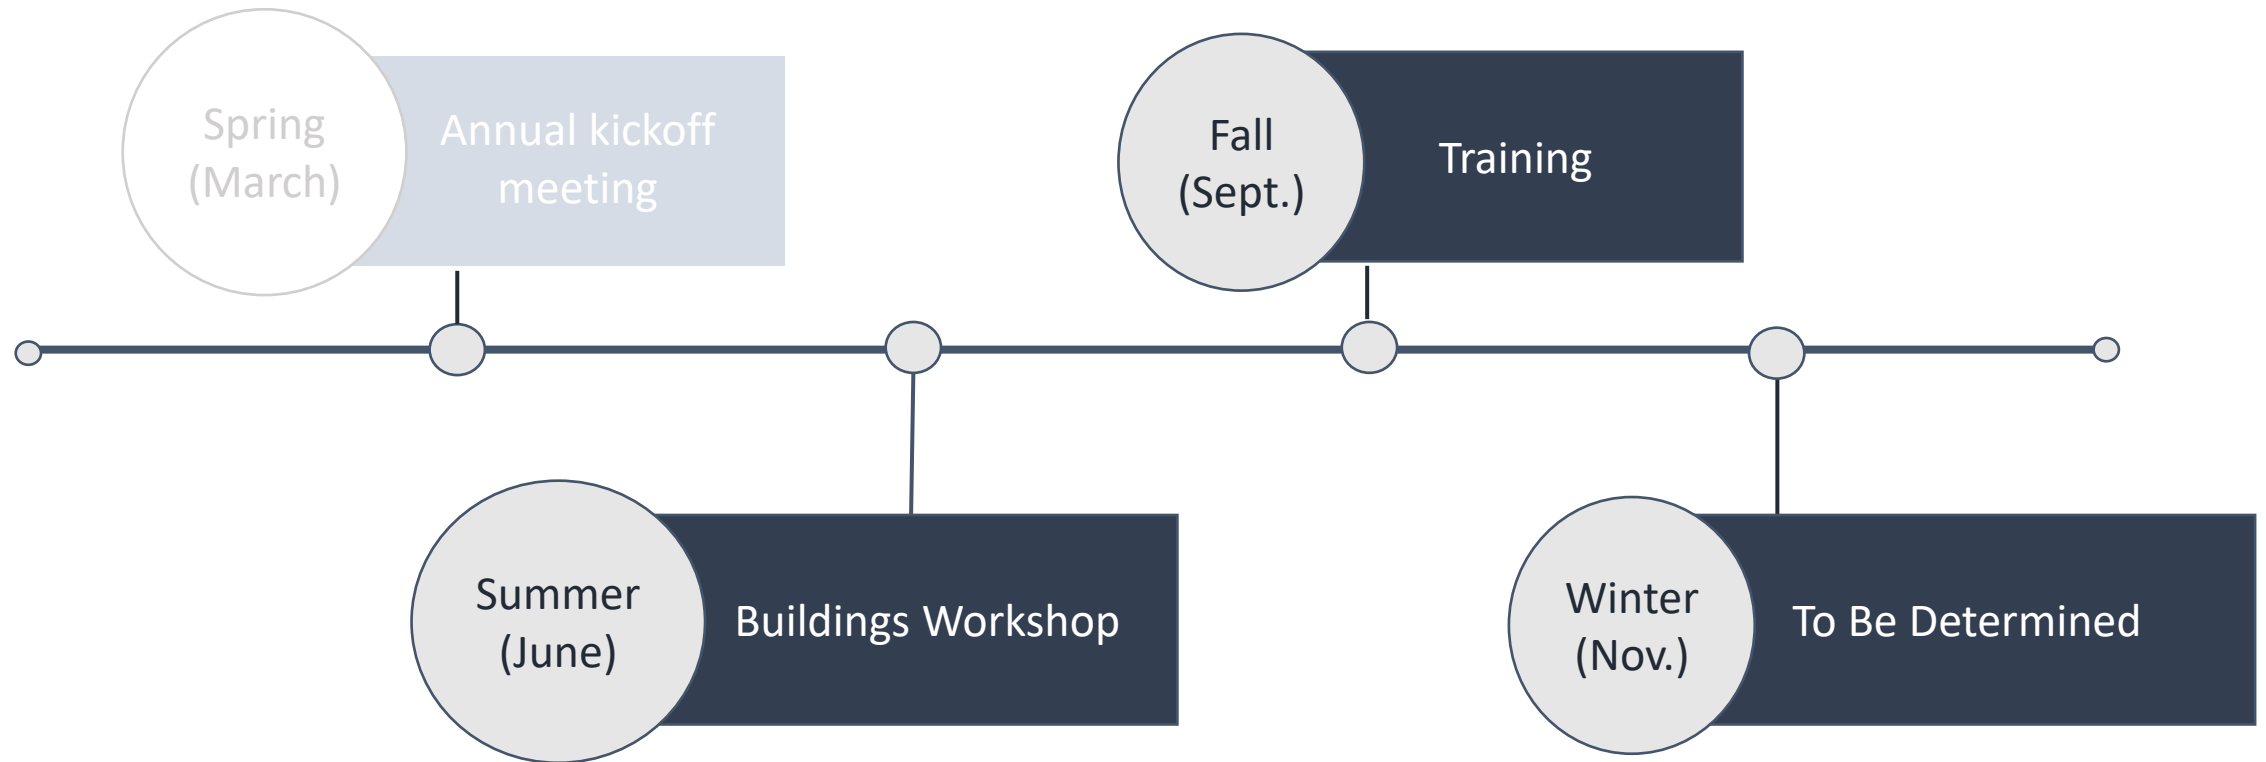 Spring
(March)
Annual kickoff
meeting
Fall
(Sept.)
Training
Summer
(June)
Buildings Workshop
Winter
(Nov.)
To Be Determined